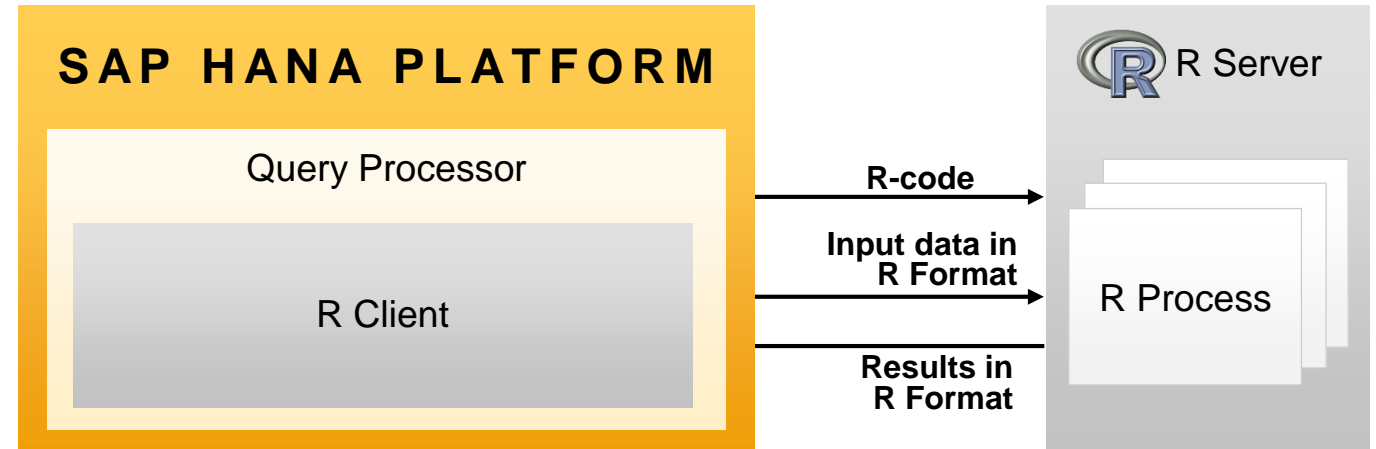 SAP HANA PLATFORM
Query Processor
R Client
R-code
Input data in
R Format
Results in
R Format
R R Server
R Process